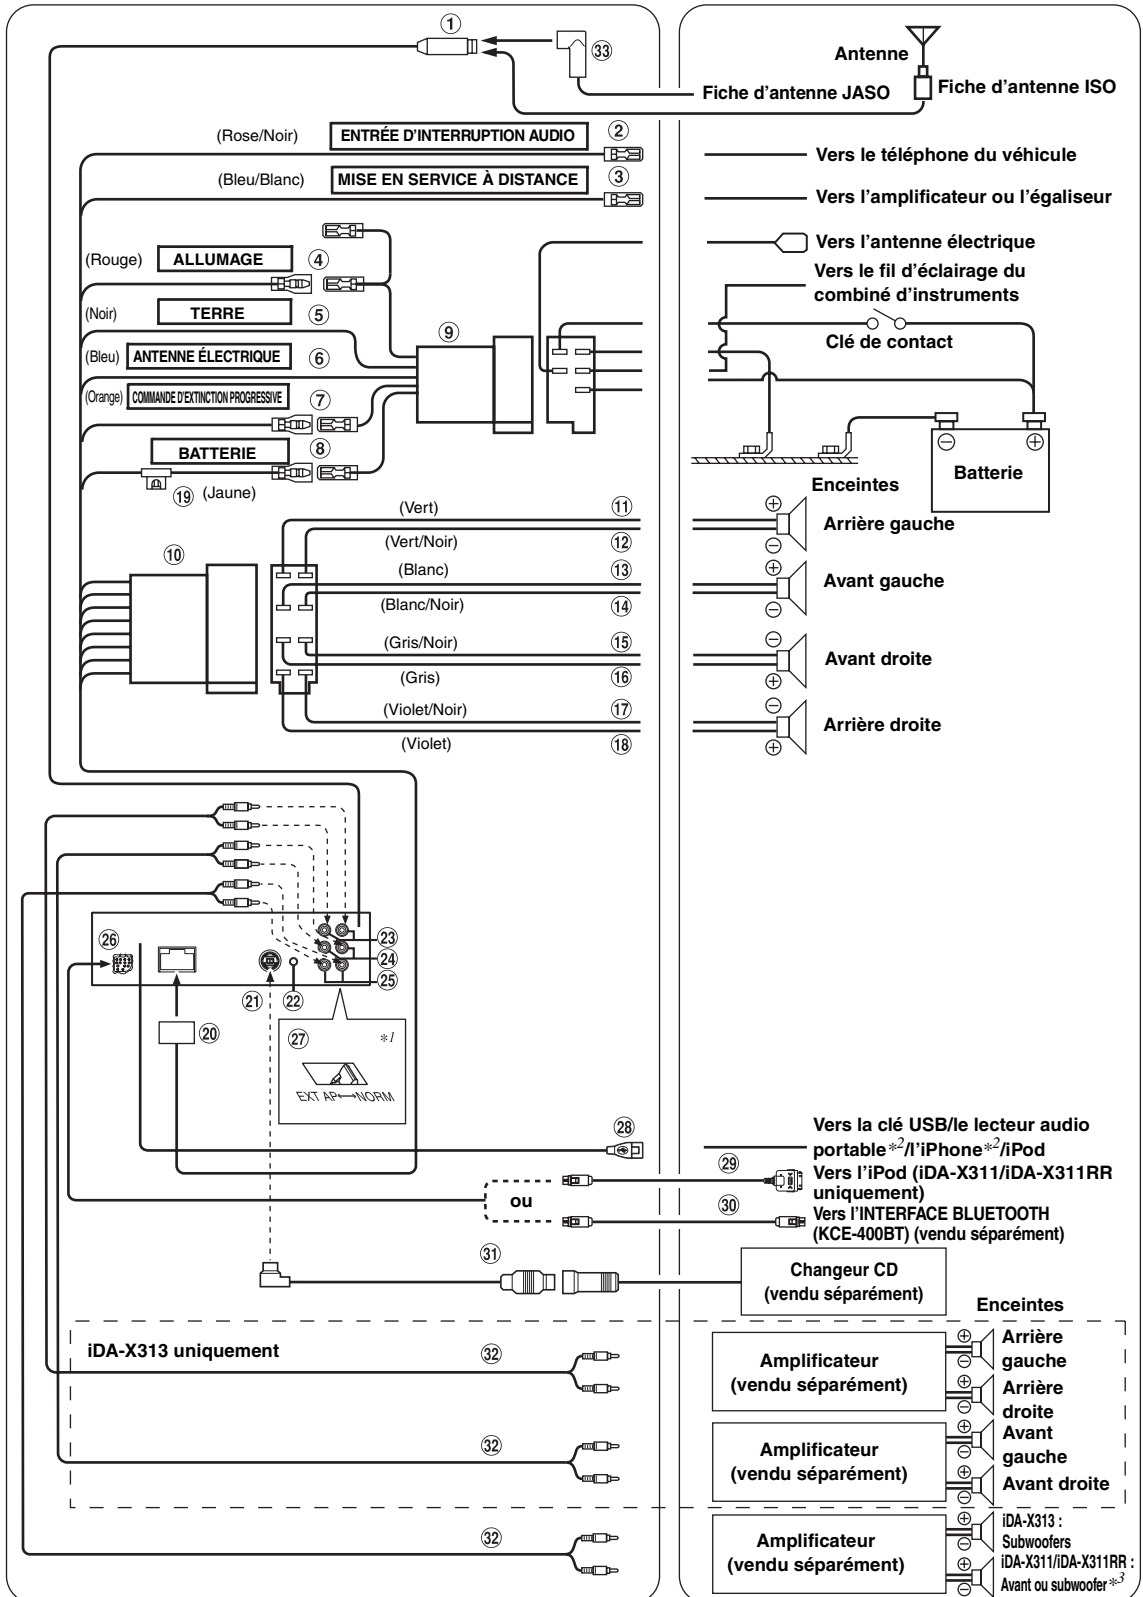 ①
㉝
Antenne
Fiche d'antenne JASO
Fiche d'antenne ISO
(Rose/Noir)
ENTRÉE D'INTERRUPTION AUDIO
②
Vers le téléphone du véhicule
(Bleu/Blanc)
MISE EN SERVICE À DISTANCE
③
Vers l'amplificateur ou l'égaliseur
Vers l'antenne électrique
(Rouge)
ALLUMAGE
④
Vers le fil d'éclairage du
combiné d'instruments
(Noir)
TERRE
⑤
⑨
Clé de contact
(Bleu)
ANTENNE ÉLECTRIQUE
⑥
(Orange)
COMMANDE D'EXTINCTION PROGRESSIVE
⑦
BATTERIE
⑧
⊖
⊕
Batterie
⑲
(Jaune)
Enceintes
(Vert)
⑪
⊕
Arrière gauche
(Vert/Noir)
⑫
⊖
⑩
(Blanc)
⑬
⊕
Avant gauche
(Blanc/Noir)
⑭
⊖
(Gris/Noir)
⑮
⊖
Avant droite
(Gris)
⑯
⊕
(Violet/Noir)
⑰
⊖
Arrière droite
(Violet)
⑱
⊕
㉖
㉓
㉔
㉕
㉑
㉒
⑳
㉗
*1
EXT AP↔NORM
㉘
Vers la clé USB/le lecteur audio
portable*2/l'iPhone*2/iPod
㉙
Vers l'iPod (iDA-X311/iDA-X311RR
uniquement)
ou
㉚
Vers l'INTERFACE BLUETOOTH
(KCE-400BT) (vendu séparément)
㉛
Changeur CD
(vendu séparément)
Enceintes
iDA-X313 uniquement
㉜
Amplificateur
(vendu séparément)
⊕
⊖
Arrière
gauche
⊕
⊖
Arrière
droite
㉜
Amplificateur
(vendu séparément)
⊕
⊖
Avant
gauche
⊕
⊖
Avant droite
㉜
Amplificateur
(vendu séparément)
⊕
⊖
iDA-X313 :
Subwoofers
⊕
⊖
iDA-X311/iDA-X311RR :
Avant ou subwoofer*3